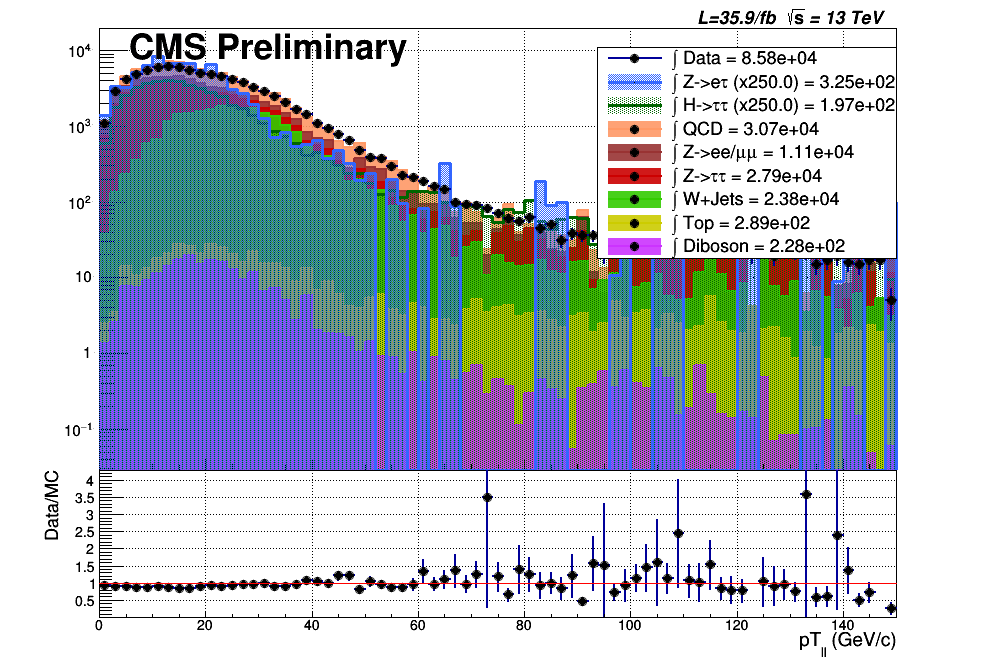 L=35.9/fb √s = 13 TeV
CMS Preliminary
∫ Data = 8.58e+04
∫ Z->eτ (x250.0) = 3.25e+02
∫ H->ττ (x250.0) = 1.97e+02
∫ QCD = 3.07e+04
∫ Z->ee/μμ = 1.11e+04
∫ Z->ττ = 2.79e+04
∫ W+Jets = 2.38e+04
∫ Top = 2.89e+02
∫ Diboson = 2.28e+02
10⁴
10³
10²
10
1
10⁻¹
Data/MC
4
3.5
3
2.5
2
1.5
1
0.5
0 20 40 60 80 100 120 140
pT|| (GeV/c)